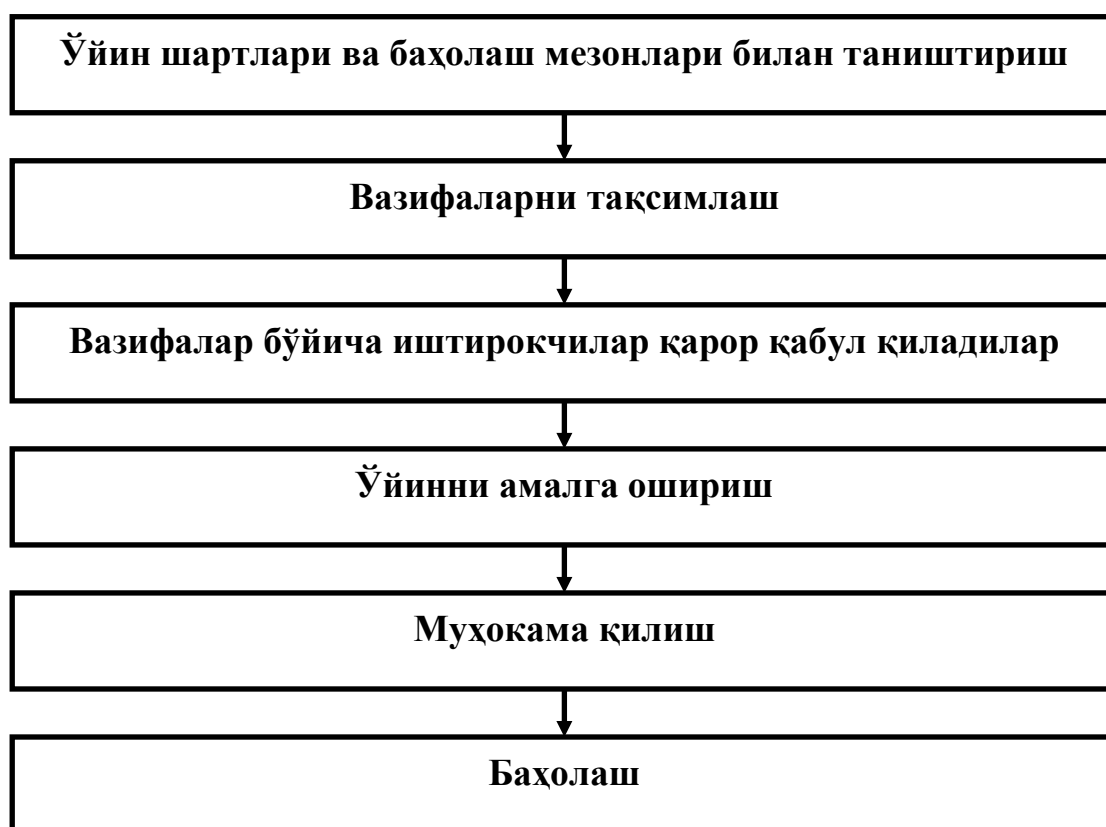 Ўйин шартлари ва баҳолаш мезонлари билан таништириш
Вазифаларни тақсимлаш
Вазифалар бўйича иштирокчилар қарор қабул қиладилар
Ўйинни амалга ошириш
Муҳокама қилиш
Баҳолаш